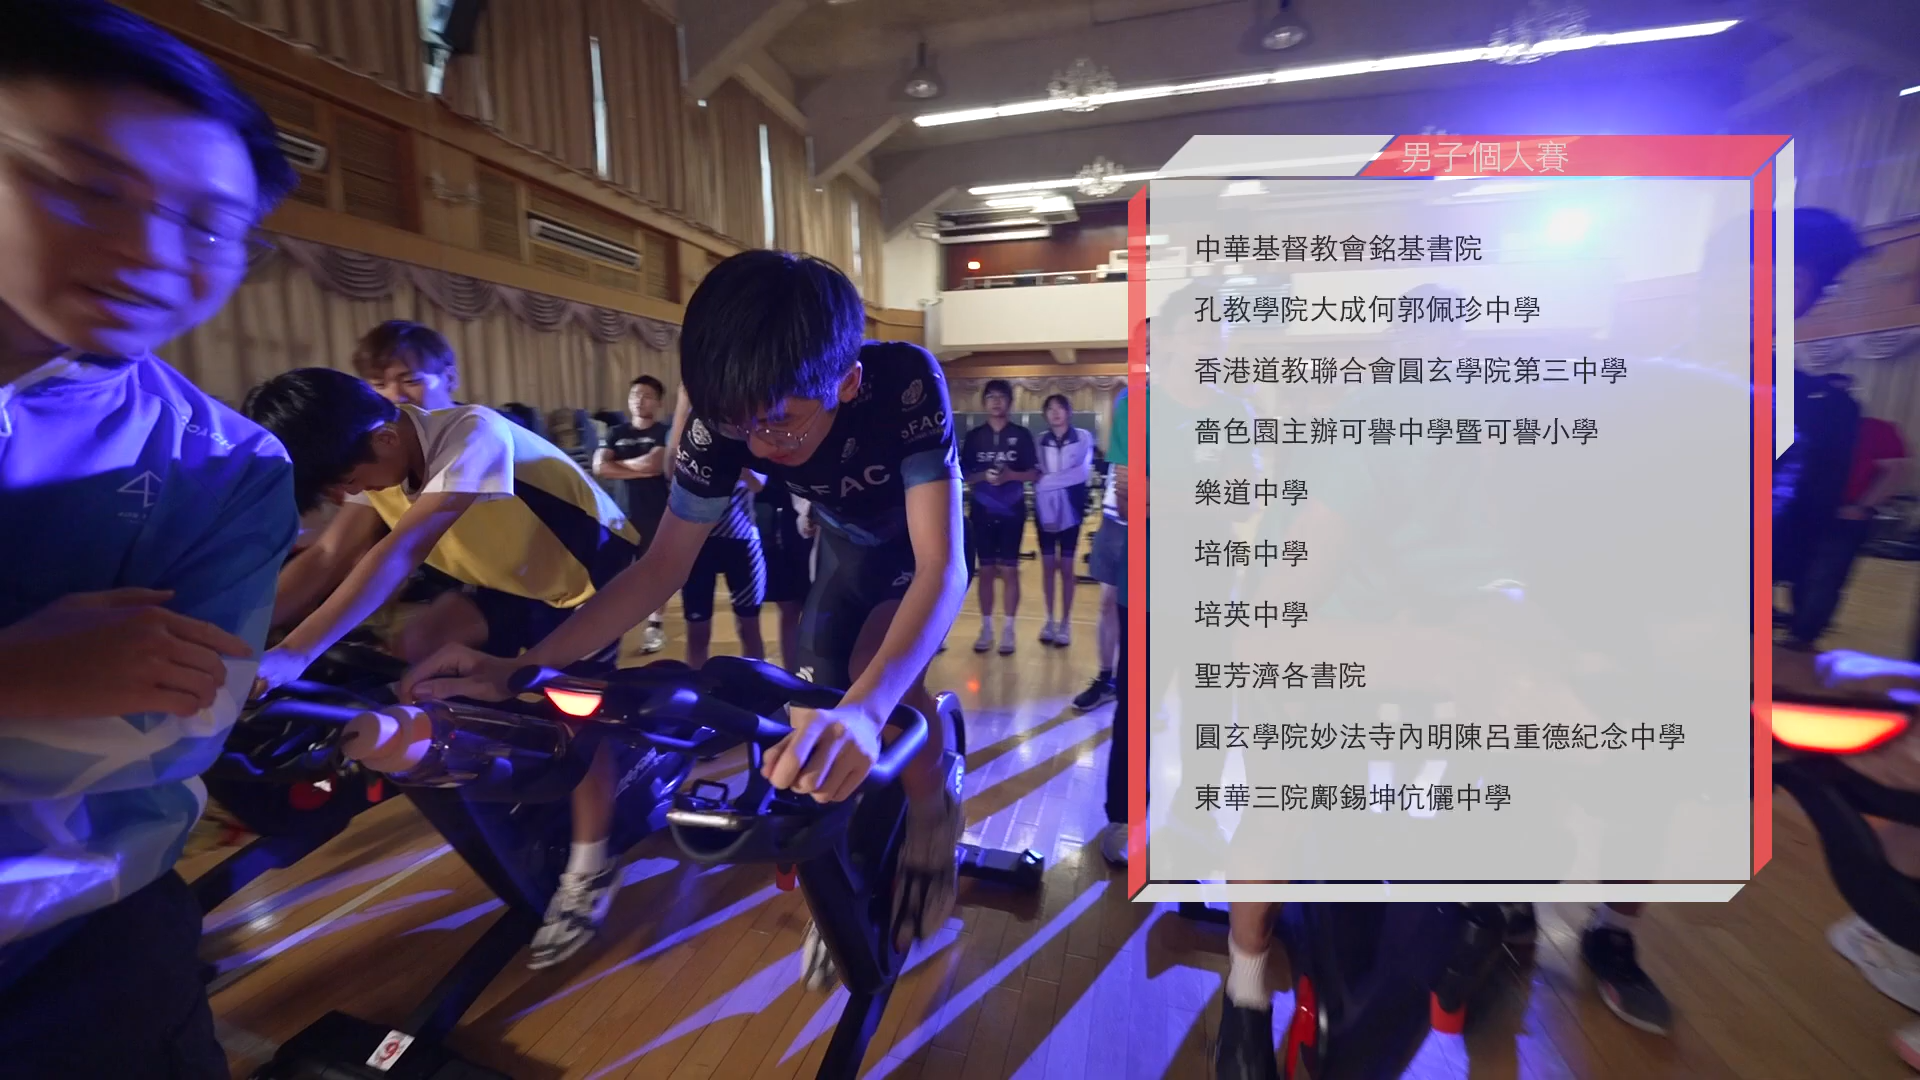 男子個人賽
中華基督教會銘基書院
孔教學院大成何郭佩珍中學
香港道教聯合會圓玄學院第三中學
嗇色園主辦可譽中學暨可譽小學
樂道中學
培僑中學
培英中學
聖芳濟各書院
圓玄學院妙法寺內明陳呂重德紀念中學
東華三院鄺錫坤伉儷中學
SFAC
SFAC
SFAC
SFAC
9